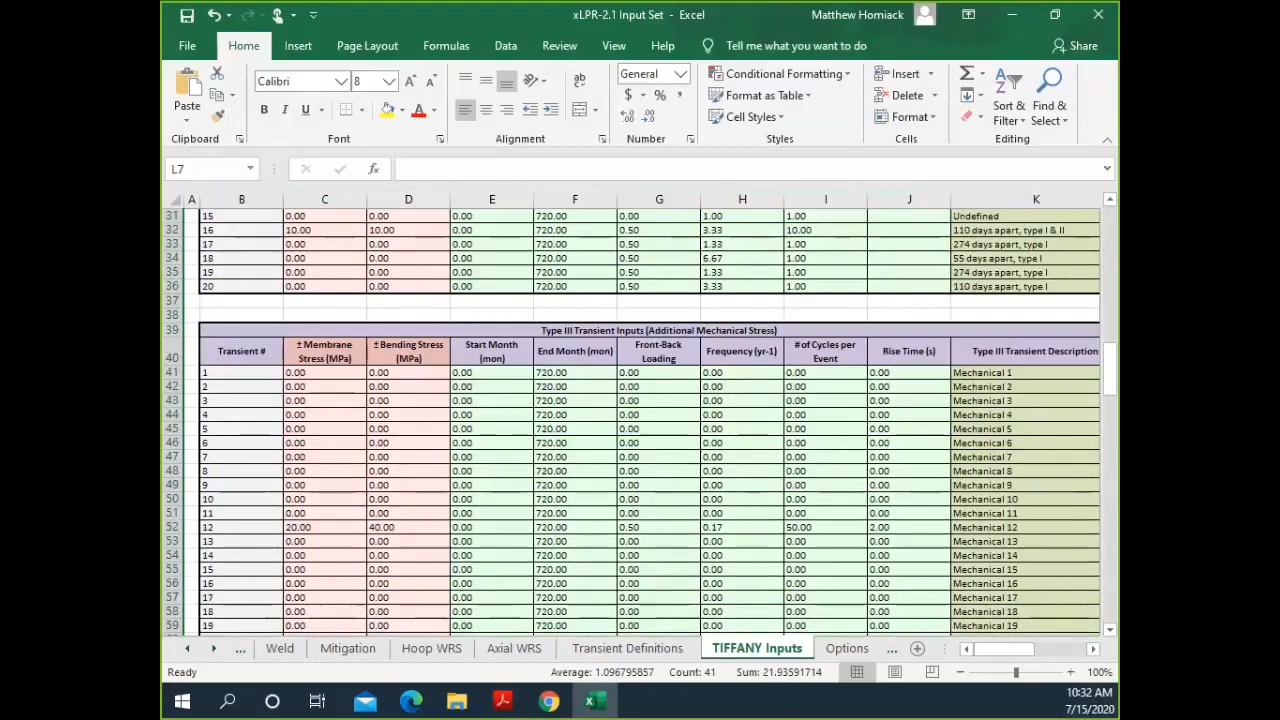 xLPR-2.1 Input Set - Excel Matthew Homiack
File Home Insert Page Layout Formulas Data Review View Help Tell me what you want to do Share
Paste Calibri 8 General Conditional Formatting Format as Table Cell Styles Insert Delete Format Sort & Filter Find & Select
Clipboard Font Alignment Number Styles Cells Editing
L7 fx
A B C D E F G H I J K
31 15 0.00 0.00 0.00 720.00 0.00 1.00 1.00 Undefined
32 16 10.00 10.00 0.00 720.00 0.50 3.33 10.00 110 days apart, type I & II
33 17 0.00 0.00 0.00 720.00 0.50 1.33 1.00 274 days apart, type I
34 18 0.00 0.00 0.00 720.00 0.50 6.67 1.00 55 days apart, type I
35 19 0.00 0.00 0.00 720.00 0.50 1.33 1.00 274 days apart, type I
36 20 0.00 0.00 0.00 720.00 0.50 3.33 1.00 110 days apart, type I
37
38
39 Type III Transient Inputs (Additional Mechanical Stress)
40 Transient # ± Membrane Stress (MPa) ± Bending Stress (MPa) Start Month (mon) End Month (mon) Front-Back Loading Frequency (yr-1) # of Cycles per Event Rise Time (s) Type III Transient Description
41 1 0.00 0.00 0.00 720.00 0.00 0.00 0.00 0.00 Mechanical 1
42 2 0.00 0.00 0.00 720.00 0.00 0.00 0.00 0.00 Mechanical 2
43 3 0.00 0.00 0.00 720.00 0.00 0.00 0.00 0.00 Mechanical 3
44 4 0.00 0.00 0.00 720.00 0.00 0.00 0.00 0.00 Mechanical 4
45 5 0.00 0.00 0.00 720.00 0.00 0.00 0.00 0.00 Mechanical 5
46 6 0.00 0.00 0.00 720.00 0.00 0.00 0.00 0.00 Mechanical 6
47 7 0.00 0.00 0.00 720.00 0.00 0.00 0.00 0.00 Mechanical 7
48 8 0.00 0.00 0.00 720.00 0.00 0.00 0.00 0.00 Mechanical 8
49 9 0.00 0.00 0.00 720.00 0.00 0.00 0.00 0.00 Mechanical 9
50 10 0.00 0.00 0.00 720.00 0.00 0.00 0.00 0.00 Mechanical 10
51 11 0.00 0.00 0.00 720.00 0.00 0.00 0.00 0.00 Mechanical 11
52 12 20.00 40.00 0.00 720.00 0.50 0.17 50.00 2.00 Mechanical 12
53 13 0.00 0.00 0.00 720.00 0.00 0.00 0.00 0.00 Mechanical 13
54 14 0.00 0.00 0.00 720.00 0.00 0.00 0.00 0.00 Mechanical 14
55 15 0.00 0.00 0.00 720.00 0.00 0.00 0.00 0.00 Mechanical 15
56 16 0.00 0.00 0.00 720.00 0.00 0.00 0.00 0.00 Mechanical 16
57 17 0.00 0.00 0.00 720.00 0.00 0.00 0.00 0.00 Mechanical 17
58 18 0.00 0.00 0.00 720.00 0.00 0.00 0.00 0.00 Mechanical 18
59 19 0.00 0.00 0.00 720.00 0.00 0.00 0.00 0.00 Mechanical 19
... Weld Mitigation Hoop WRS Axial WRS Transient Definitions TIFFANY Inputs Options ...
Ready Average: 1.096795857 Count: 41 Sum: 21.93591714 100%
10:32 AM
7/15/2020